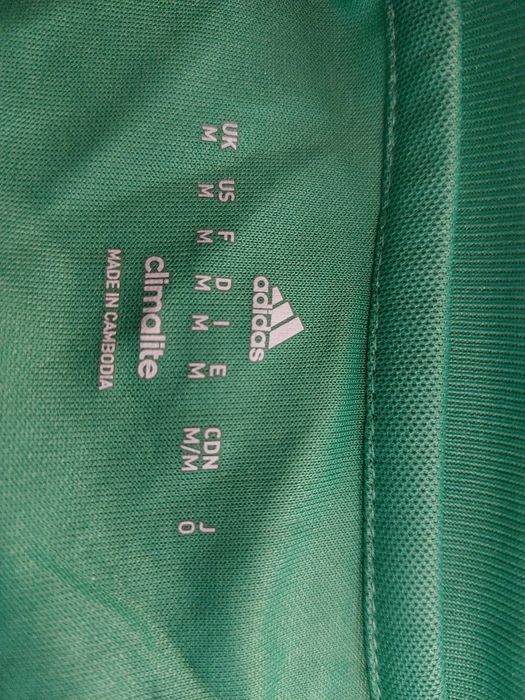 adidas
UK US F D I E CDN J
M M M M M M M/M O
climalite
MADE IN CAMBODIA